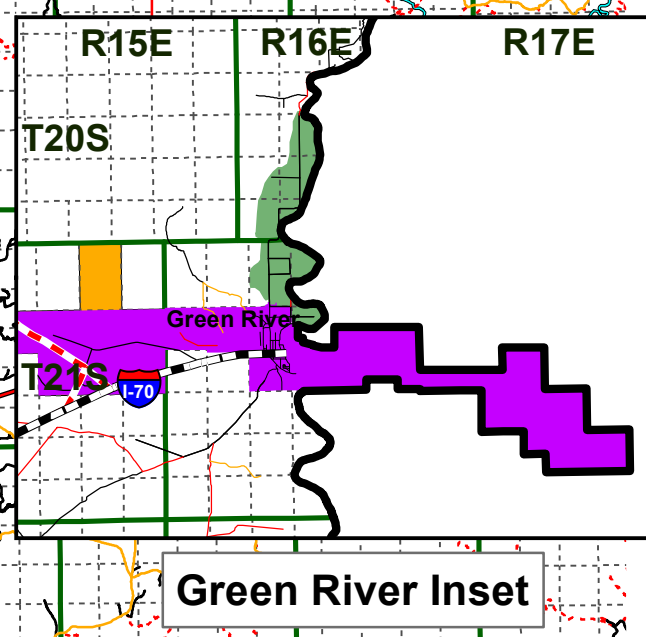 R15E R16E R17E
T20S
Green River
T21S
I-70
Green River Inset